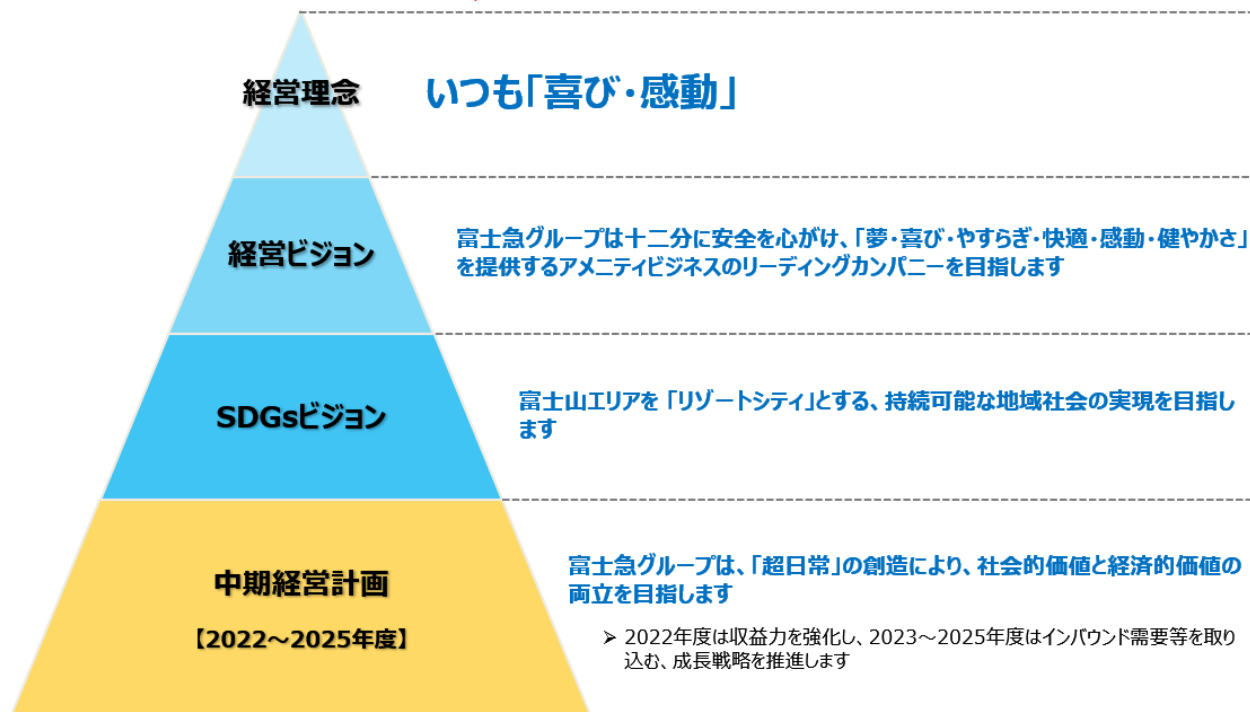 経営理念
いつも「喜び・感動」
経営ビジョン
富士急グループは十二分に安全を心がけ、「夢・喜び・やすらぎ・快適・感動・健やかさ」
を提供するアメニティビジネスのリーディングカンパニーを目指します
SDGsビジョン
富士山エリアを「リゾートシティ」とする、持続可能な地域社会の実現を目指し
ます
中期経営計画
【2022～2025年度】
富士急グループは、「超日常」の創造により、社会的価値と経済的価値の
両立を目指します
➢ 2022年度は収益力を強化し、2023～2025年度はインバウンド需要等を取り
込む、成長戦略を推進します